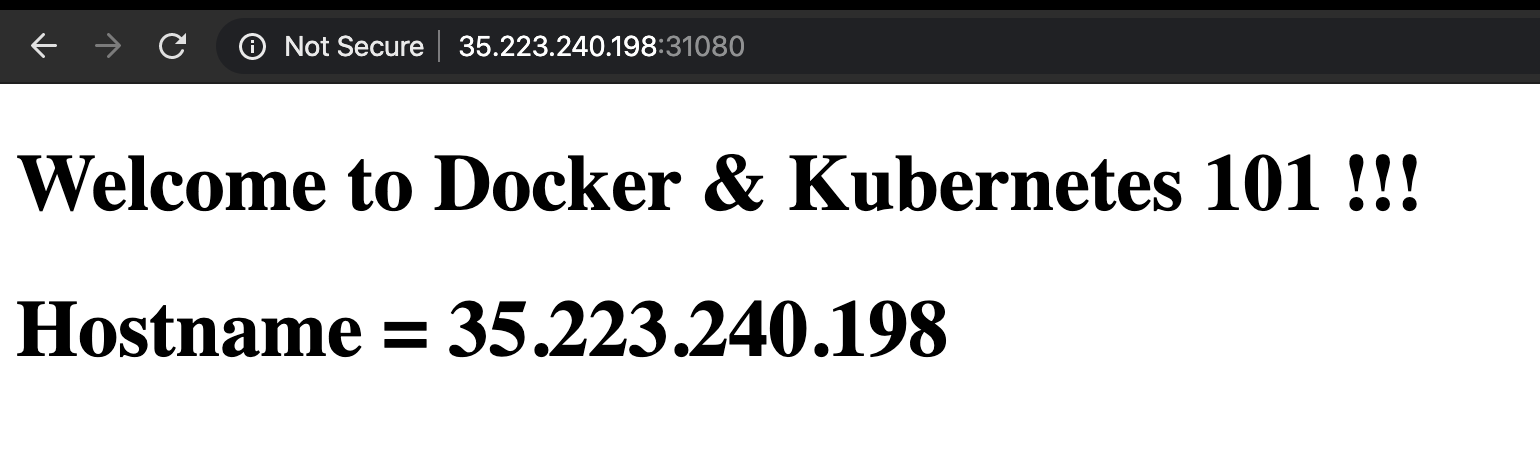 Not Secure 35.223.240.198:31080
Welcome to Docker & Kubernetes 101 !!!
Hostname = 35.223.240.198